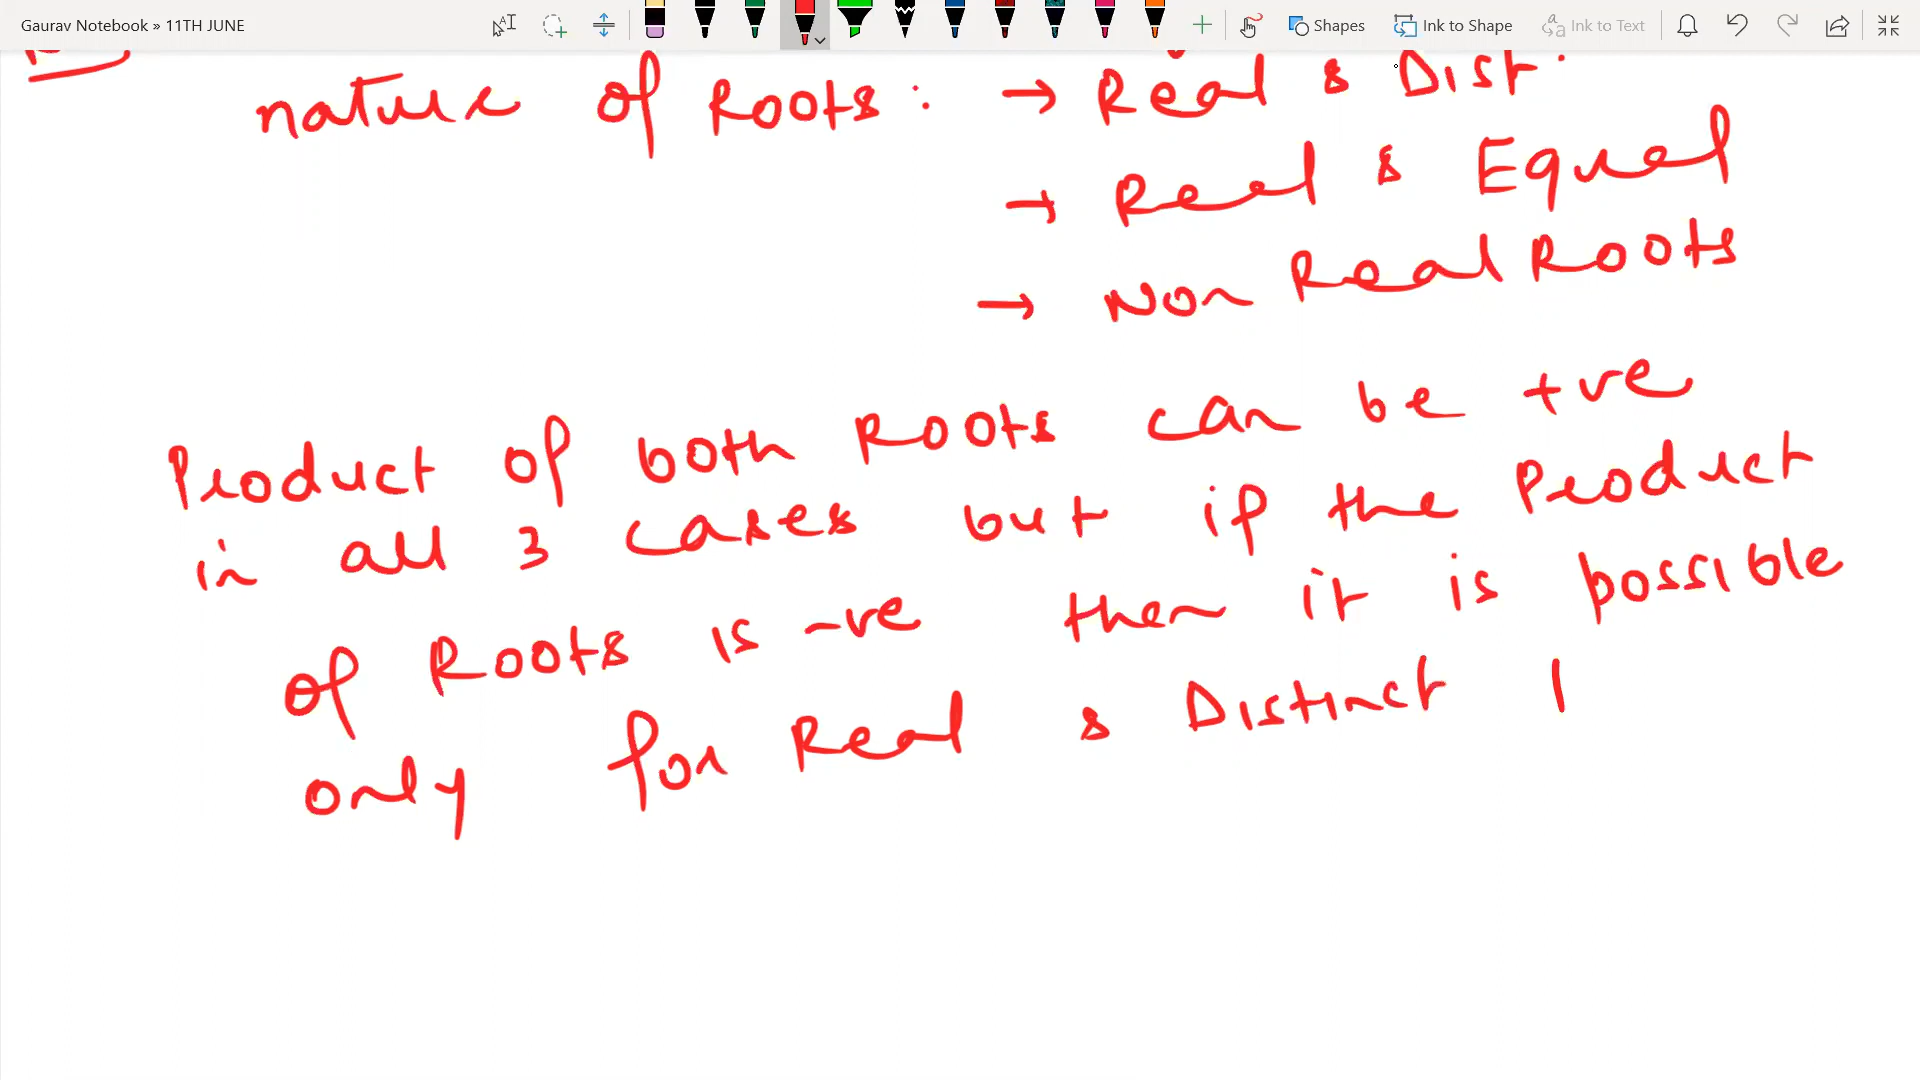 Gaurav Notebook » 11TH JUNE
Shapes
Ink to Shape
Ink to Text
nature of Roots: → Real & Dist.
→ Real & Equal
→ Non Real Roots
Product of both Roots can be +ve
in all 3 cases but if the Product
of Roots is -ve then it is possible
only for Real & Distinct